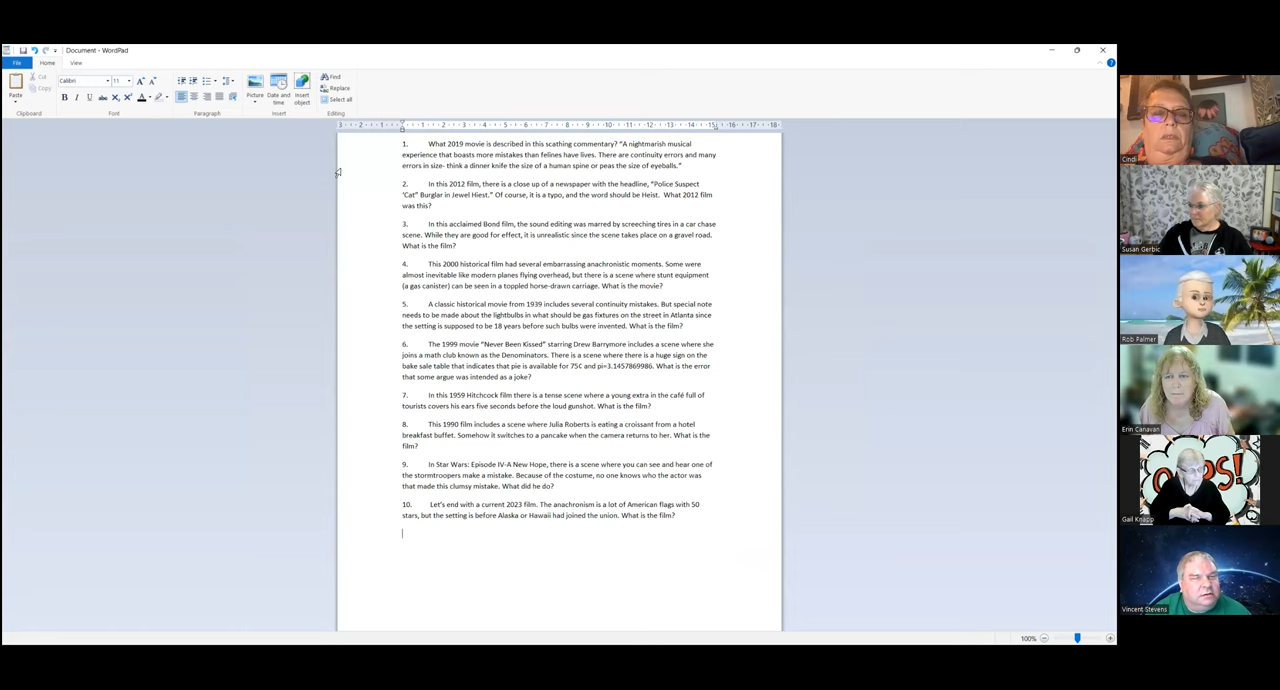 Document - WordPad
File
Home
View
Paste
Cut
Copy
Calibri
11
Picture
Date and time
Insert object
Find
Replace
Select all
Clipboard
Font
Paragraph
Insert
Editing
1. What 2019 movie is described in this scathing commentary? “A nightmarish musical
experience that boasts more mistakes than felines have lives. There are continuity errors and many
errors in size- think a dinner knife the size of a human spine or peas the size of eyeballs.”
2. In this 2012 film, there is a close up of a newspaper with the headline, “Police Suspect
‘Cat” Burglar in Jewel Hiest.” Of course, it is a typo, and the word should be Heist. What 2012 film
was this?
3. In this acclaimed Bond film, the sound editing was marred by screeching tires in a car chase
scene. While they are good for effect, it is unrealistic since the scene takes place on a gravel road.
What is the film?
4. This 2000 historical film had several embarrassing anachronistic moments. Some were
almost inevitable like modern planes flying overhead, but there is a scene where stunt equipment
(a gas canister) can be seen in a toppled horse-drawn carriage. What is the movie?
5. A classic historical movie from 1939 includes several continuity mistakes. But special note
needs to be made about the lightbulbs in what should be gas fixtures on the street in Atlanta since
the setting is supposed to be 18 years before such bulbs were invented. What is the film?
6. The 1999 movie “Never Been Kissed” starring Drew Barrymore includes a scene where she
joins a math club known as the Denominators. There is a scene where there is a huge sign on the
bake sale table that indicates that pie is available for 75¢ and pi=3.1457869986. What is the error
that some argue was intended as a joke?
7. In this 1959 Hitchcock film there is a tense scene where a young extra in the café full of
tourists covers his ears five seconds before the loud gunshot. What is the film?
8. This 1990 film includes a scene where Julia Roberts is eating a croissant from a hotel
breakfast buffet. Somehow it switches to a pancake when the camera returns to her. What is the
film?
9. In Star Wars: Episode IV-A New Hope, there is a scene where you can see and hear one of
the stormtroopers make a mistake. Because of the costume, no one knows who the actor was
that made this clumsy mistake. What did he do?
10. Let's end with a current 2023 film. The anachronism is a lot of American flags with 50
stars, but the setting is before Alaska or Hawaii had joined the union. What is the film?
100%
Cindi
Susan Gerbic
Rob Palmer
Erin Canavan
OOPS!
Gail Knapp
Vincent Stevens